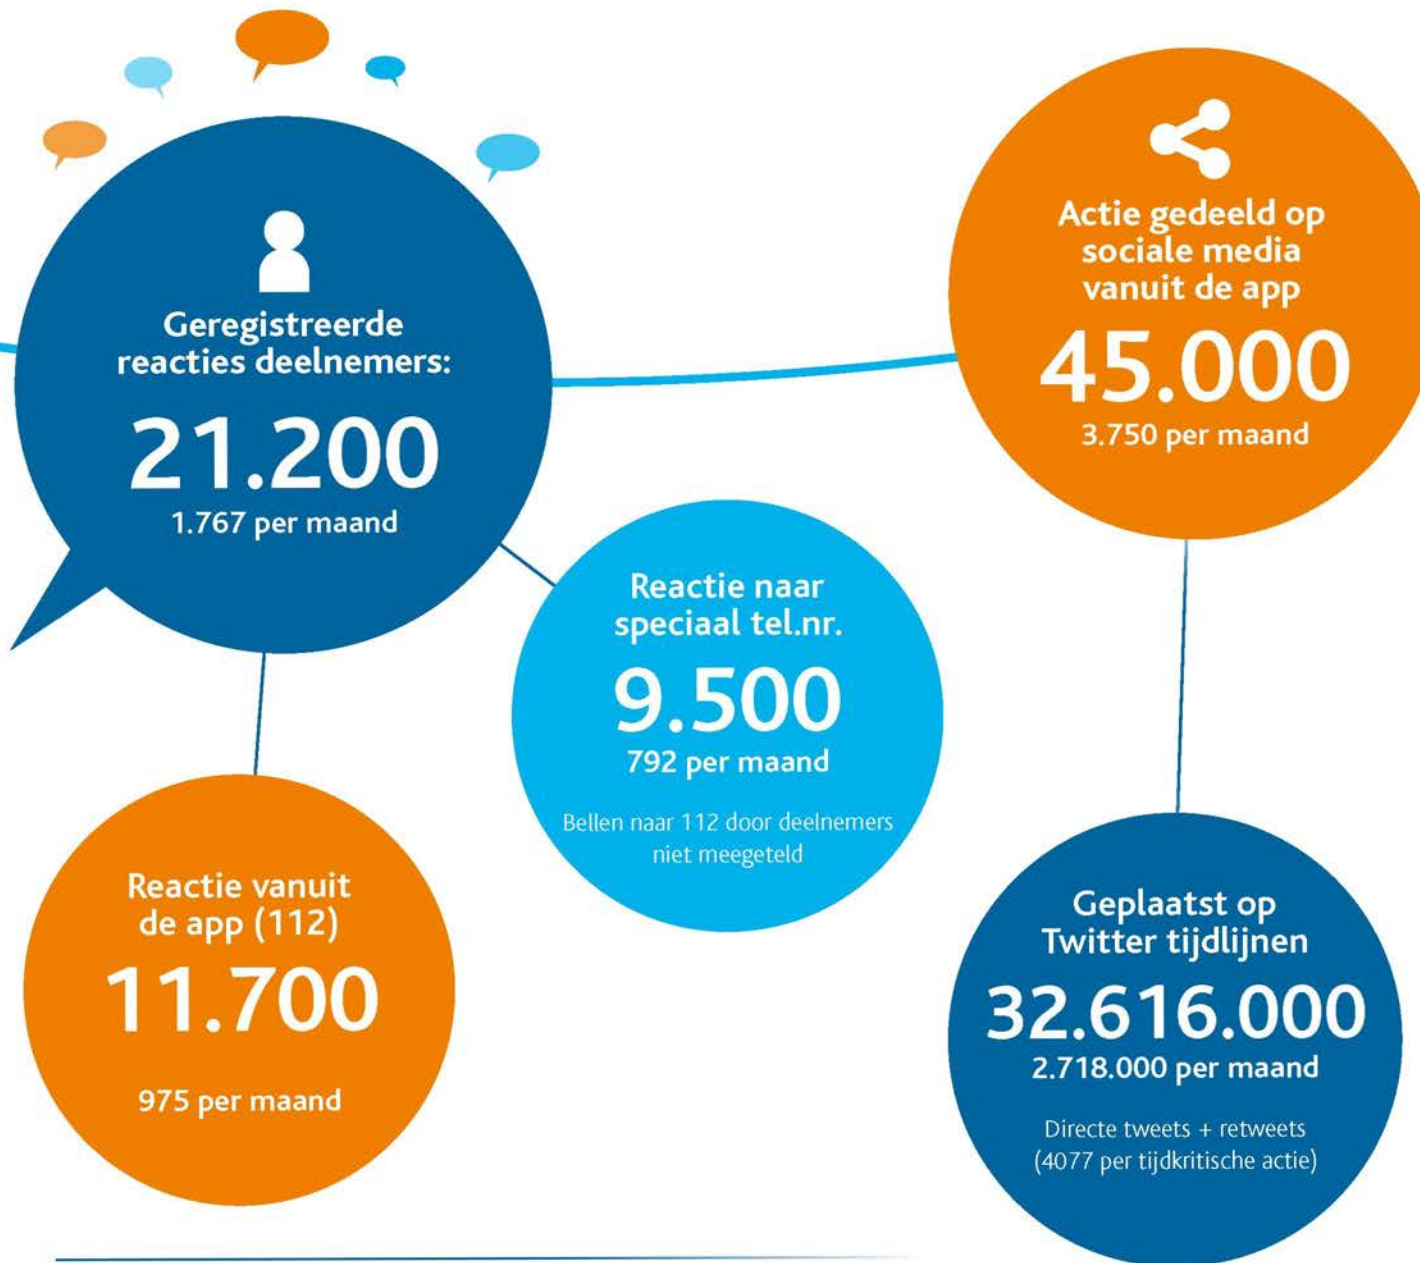 Geregistreerde
reacties deelnemers:
21.200
1.767 per maand
Actie gedeeld op
sociale media
vanuit de app
45.000
3.750 per maand
Reactie naar
speciaal tel.nr.
9.500
792 per maand
Bellen naar 112 door deelnemers
niet meegeteld
Reactie vanuit
de app (112)
11.700
975 per maand
Geplaatst op
Twitter tijdlijnen
32.616.000
2.718.000 per maand
Directe tweets + retweets
(4077 per tijdkritische actie)